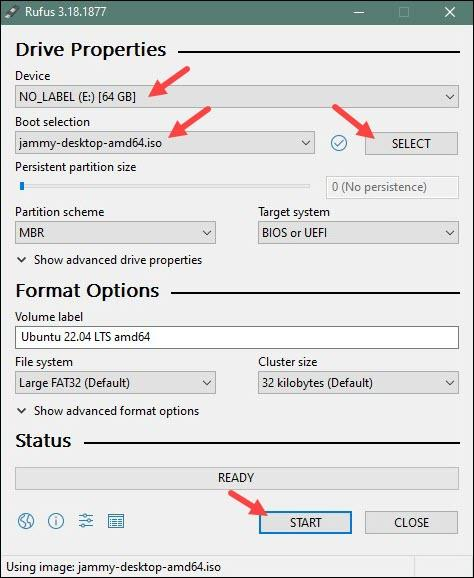 Rufus 3.18.1877
Drive Properties
Device
NO_LABEL (E:) [64 GB]
Boot selection
jammy-desktop-amd64.iso
SELECT
Persistent partition size
0 (No persistence)
Partition scheme
Target system
MBR
BIOS or UEFI
Show advanced drive properties
Format Options
Volume label
Ubuntu 22.04 LTS amd64
File system
Cluster size
Large FAT32 (Default)
32 kilobytes (Default)
Show advanced format options
Status
READY
START
CLOSE
Using image: jammy-desktop-amd64.iso